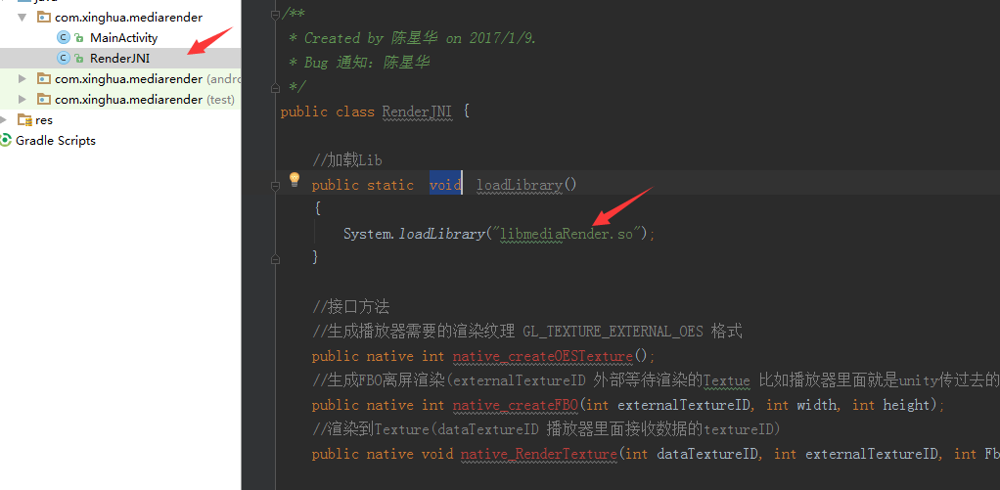 java
com.xinghua.mediarender
MainActivity
RenderJNI
com.xinghua.mediarender (andro
com.xinghua.mediarender (test)
res
Gradle Scripts
/**
* Created by 陈星华 on 2017/1/9.
* Bug 通知：陈星华
*/
public class RenderJNI {
//加载Lib
public static  void  loadLibrary()
{
System.loadLibrary("libmediaRender.so");
}
//接口方法
//生成播放器需要的渲染纹理 GL_TEXTURE_EXTERNAL_OES 格式
public native int native_createOESTexture();
//生成FBO离屏渲染(externalTextureID 外部等待渲染的Textue 比如播放器里面就是unity传过去的
public native int native_createFBO(int externalTextureID, int width, int height);
//渲染到Texture(dataTextureID 播放器里面接收数据的textureID)
public native void native_RenderTexture(int dataTextureID, int externalTextureID, int Fb